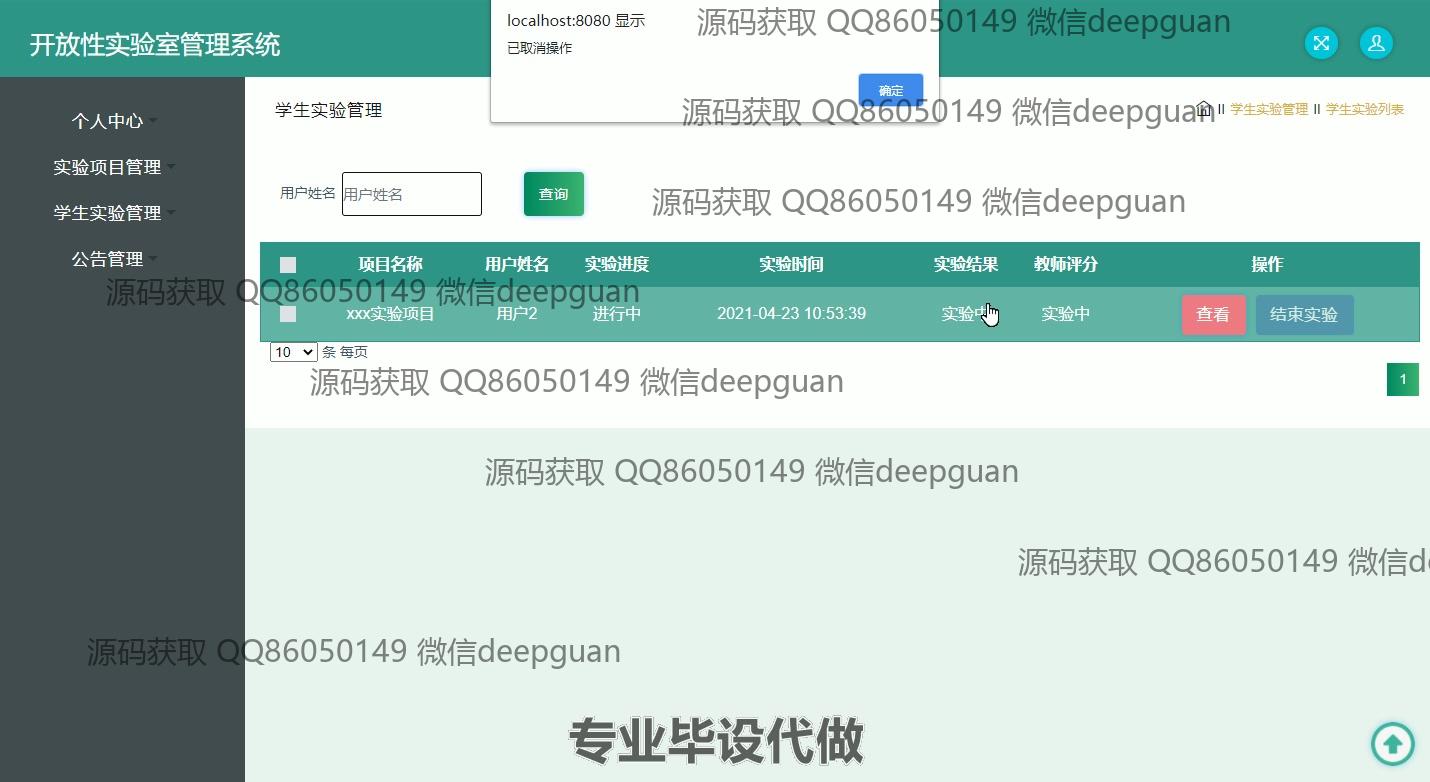 localhost:8080 显示
源码获取 QQ86050149 微信deepguan
开放性实验室管理系统
已取消操作
确定
学生实验管理
源码获取 QQ86050149 微信deepguan
II 学生实验管理 II 学生实验列表
个人中心
实验项目管理
学生实验管理
公告管理
用户姓名 用户姓名 查询
源码获取 QQ86050149 微信deepguan
项目名称 用户姓名 实验进度 实验时间 实验结果 教师评分 操作
源码获取 QQ86050149 微信deepguan
xxx实验项目 用户2 进行中 2021-04-23 10:53:39 实验中 实验中 查看 结束实验
10 条 每页
源码获取 QQ86050149 微信deepguan
1
源码获取 QQ86050149 微信deepguan
源码获取 QQ86050149 微信de
源码获取 QQ86050149 微信deepguan
专业毕设代做